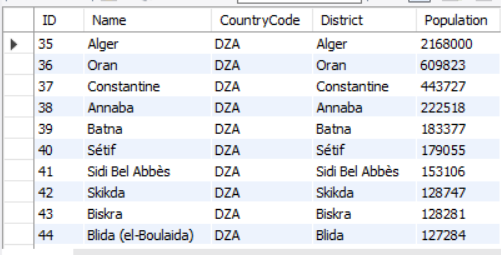 ID Name CountryCode District Population
35 Alger DZA Alger 2168000
36 Oran DZA Oran 609823
37 Constantine DZA Constantine 443727
38 Annaba DZA Annaba 222518
39 Batna DZA Batna 183377
40 Sétif DZA Sétif 179055
41 Sidi Bel Abbès DZA Sidi Bel Abbès 153106
42 Skikda DZA Skikda 128747
43 Biskra DZA Biskra 128281
44 Blida (el-Boulaida) DZA Blida 127284